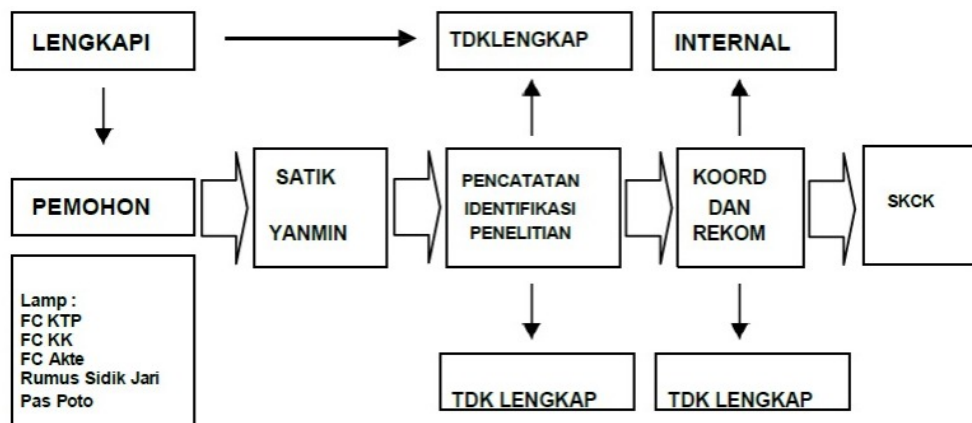 LENGKAPI
TDKLENGKAP
INTERNAL
PEMOHON
SATIK
YANMIN
PENCATATAN
IDENTIFIKASI
PENELITIAN
KOORD
DAN
REKOM
SKCK
Lamp :
FC KTP
FC KK
FC Akte
Rumus Sidik Jari
Pas Poto
TDK LENGKAP
TDK LENGKAP